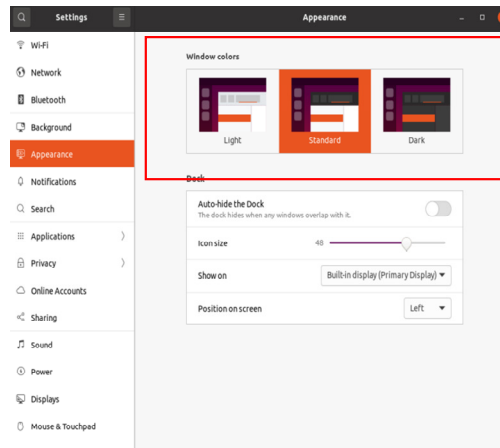 Settings
Appearance
Wi-Fi
Network
Bluetooth
Background
Appearance
Notifications
Search
Applications
Privacy
Online Accounts
Sharing
Sound
Power
Displays
Mouse & Touchpad
Window colors
Light
Standard
Dark
Dock
Auto-hide the Dock
The dock hides when any windows overlap with it.
Icon size
48
Show on
Built-in display (Primary Display)
Position on screen
Left